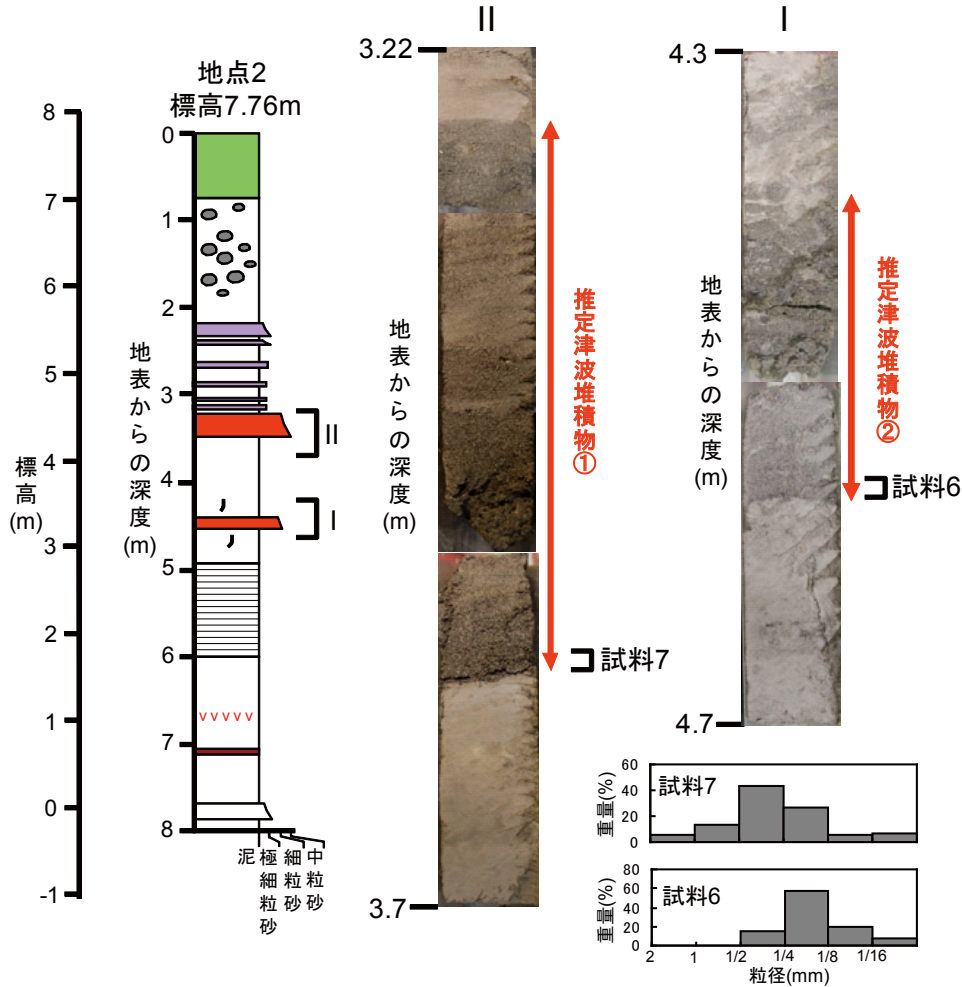 II
I
3.22
4.3
地点2
標高7.76m
8
7
6
5
4
3
2
1
0
-1
標高(m)
0
1
2
3
4
5
6
7
8
地表からの深度(m)
II
I
v v v v v
泥
極細粒砂
細粒砂
中粒砂
地表からの深度(m)
推定津波堆積物①
試料7
3.7
地表からの深度(m)
推定津波堆積物②
試料6
4.7
重量(%)
60
40
20
0
試料7
重量(%)
80
60
40
20
0
試料6
2 1 1/2 1/4 1/8 1/16
粒径(mm)